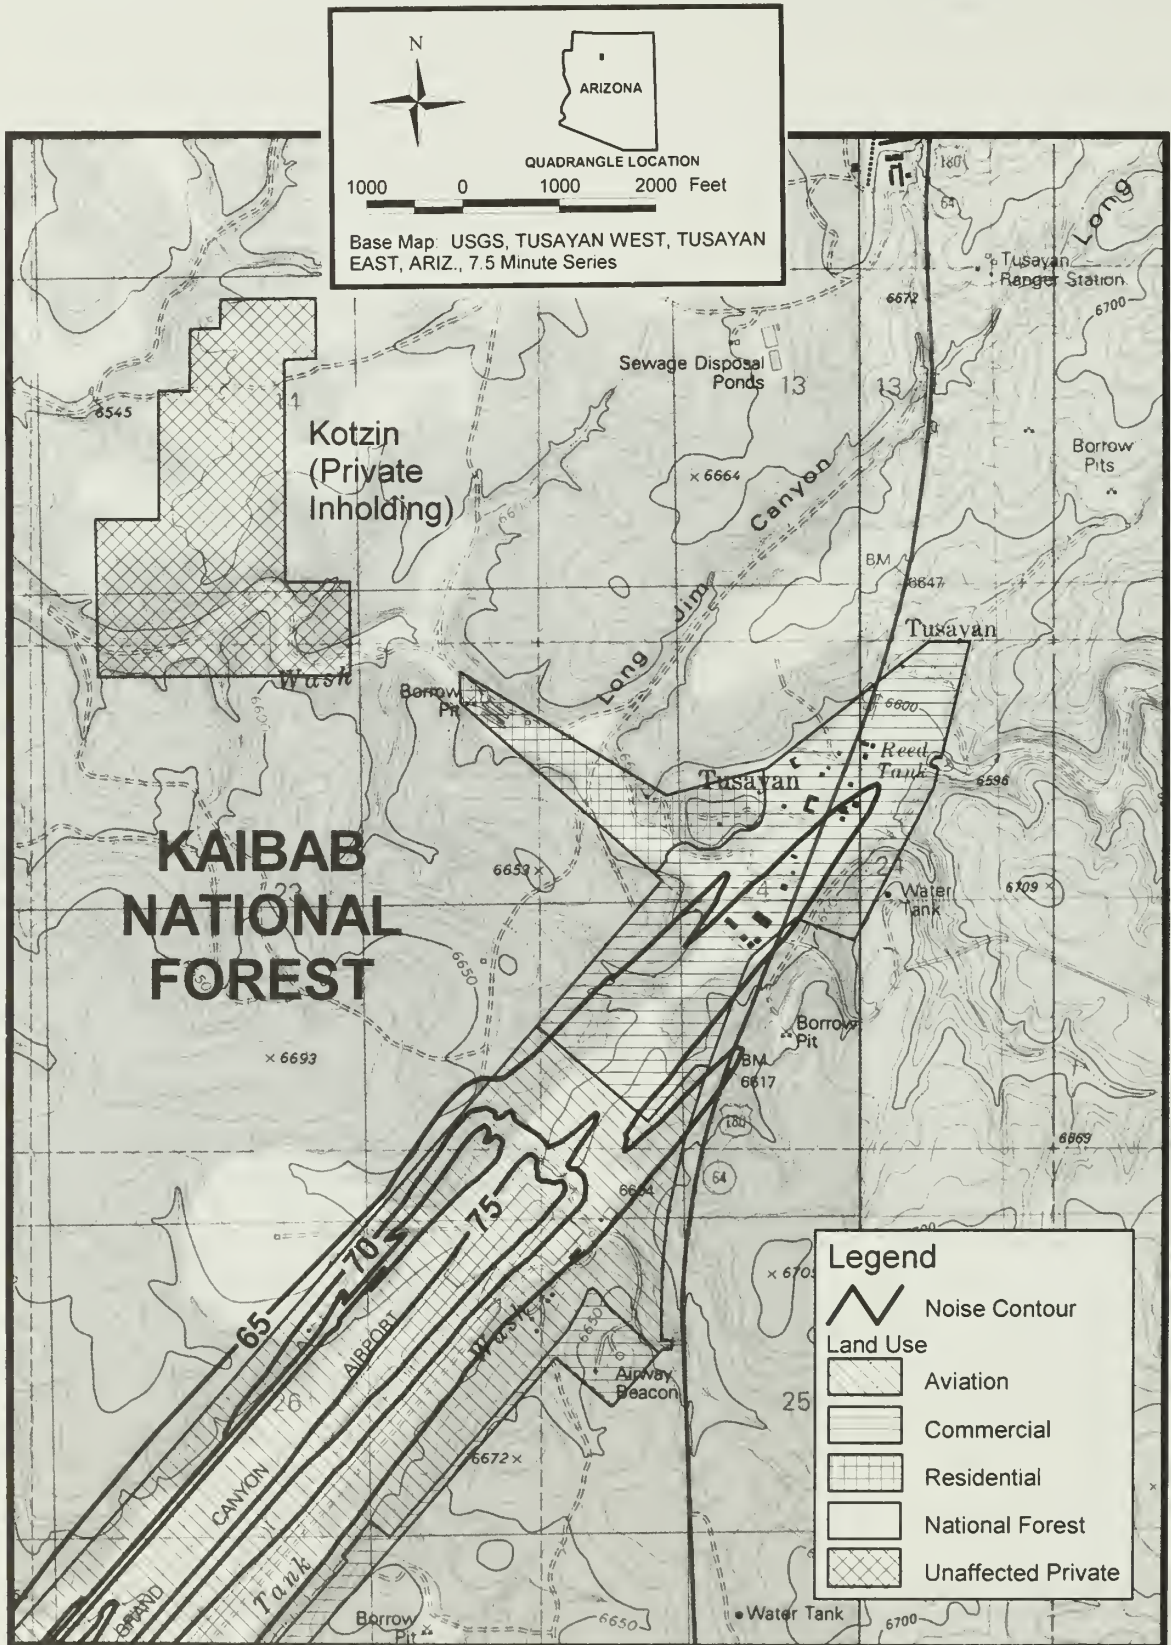 N
ARIZONA
QUADRANGLE LOCATION
1000 0 1000 2000 Feet
Base Map: USGS, TUSAYAN WEST, TUSAYAN
EAST, ARIZ., 7.5 Minute Series
180
64
Long
Tusayan
Ranger Station
6672
6700
Sewage Disposal
Ponds
13
13
6545
11
Kotzin
(Private
Inholding)
Borrow
Pits
×6664
Canyon
BM
6647
Jim
Long
Tusayan
Wash
Borrow
Pit
6600
Reed
Tank
Tusayan
6596
KAIBAB
NATIONAL
FOREST
23
6653×
4
24
Water
Tank
6709×
6650
Borrow
Pit
×6693
BM
6617
180
6869
64
75
70
65
Legend
Noise Contour
Land Use
Aviation
Commercial
Residential
National Forest
Unaffected Private
Wash
AIRPORT
6650
Airway
Beacon
26
25
6672×
CANYON
GRAND
Tank
Borrow
Pit
6650
Water Tank
6700